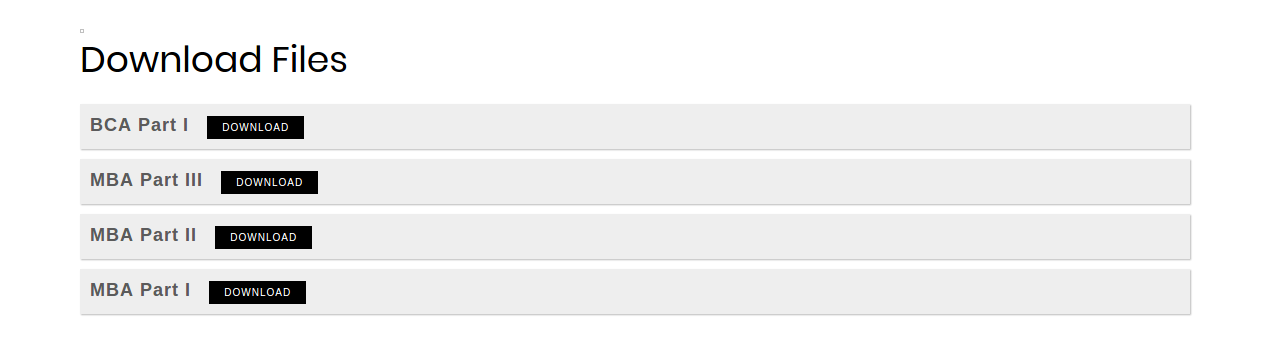 Download Files
BCA Part I DOWNLOAD
MBA Part III DOWNLOAD
MBA Part II DOWNLOAD
MBA Part I DOWNLOAD